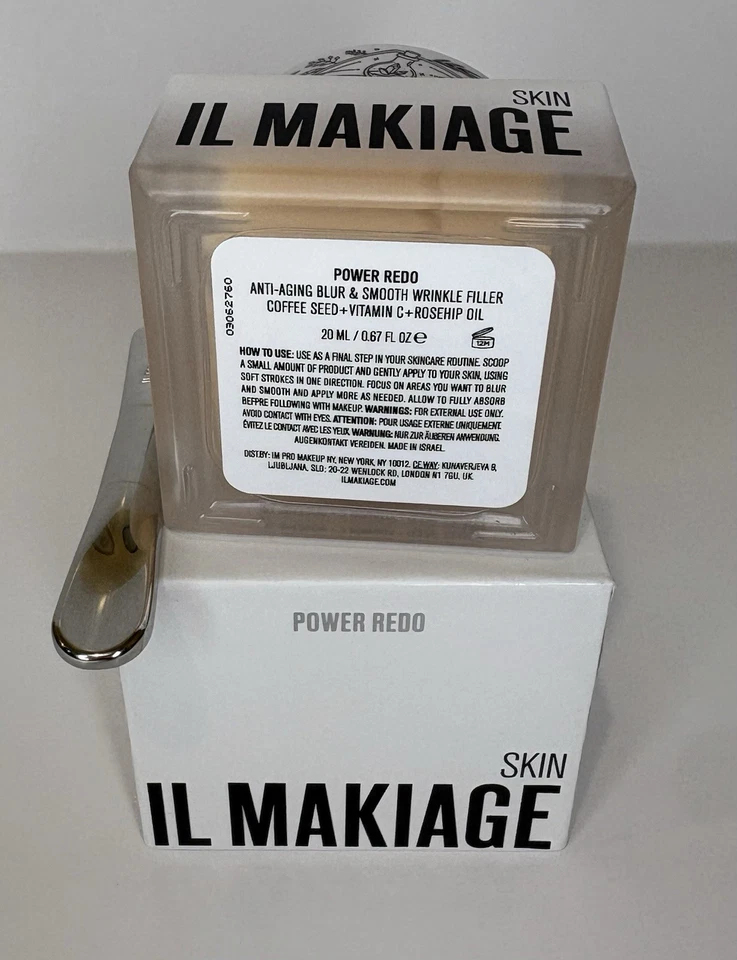 SKIN
IL MAKIAGE
POWER REDO
ANTI-AGING BLUR & SMOOTH WRINKLE FILLER
COFFEE SEED+VITAMIN C+ROSEHIP OIL
20 ML / 0.67 FL OZ ℮
12M
03062760
HOW TO USE: USE AS A FINAL STEP IN YOUR SKINCARE ROUTINE. SCOOP
A SMALL AMOUNT OF PRODUCT AND GENTLY APPLY TO YOUR SKIN, USING
SOFT STROKES IN ONE DIRECTION. FOCUS ON AREAS YOU WANT TO BLUR
AND SMOOTH AND APPLY MORE AS NEEDED. ALLOW TO FULLY ABSORB
BEFPRE FOLLOWING WITH MAKEUP. WARNINGS: FOR EXTERNAL USE ONLY.
AVOID CONTACT WITH EYES. ATTENTION: POUR USAGE EXTERNE UNIQUEMENT.
ÉVITEZ LE CONTACT AVEC LES YEUX. WARNUNG: NUR ZUR ÄUßEREN ANWENDUNG.
AUGENKONTAKT VEREIDEN. MADE IN ISRAEL.
DIST.BY: IM PRO MAKEUP NY, NEW YORK, NY 10012. CE.WAY: KUNAVERJEVA 9,
LJUBLJANA, SLO; 20-22 WENLOCK RD, LONDON N1 7GU, UK.
ILMAKIAGE.COM
POWER REDO
SKIN
IL MAKIAGE